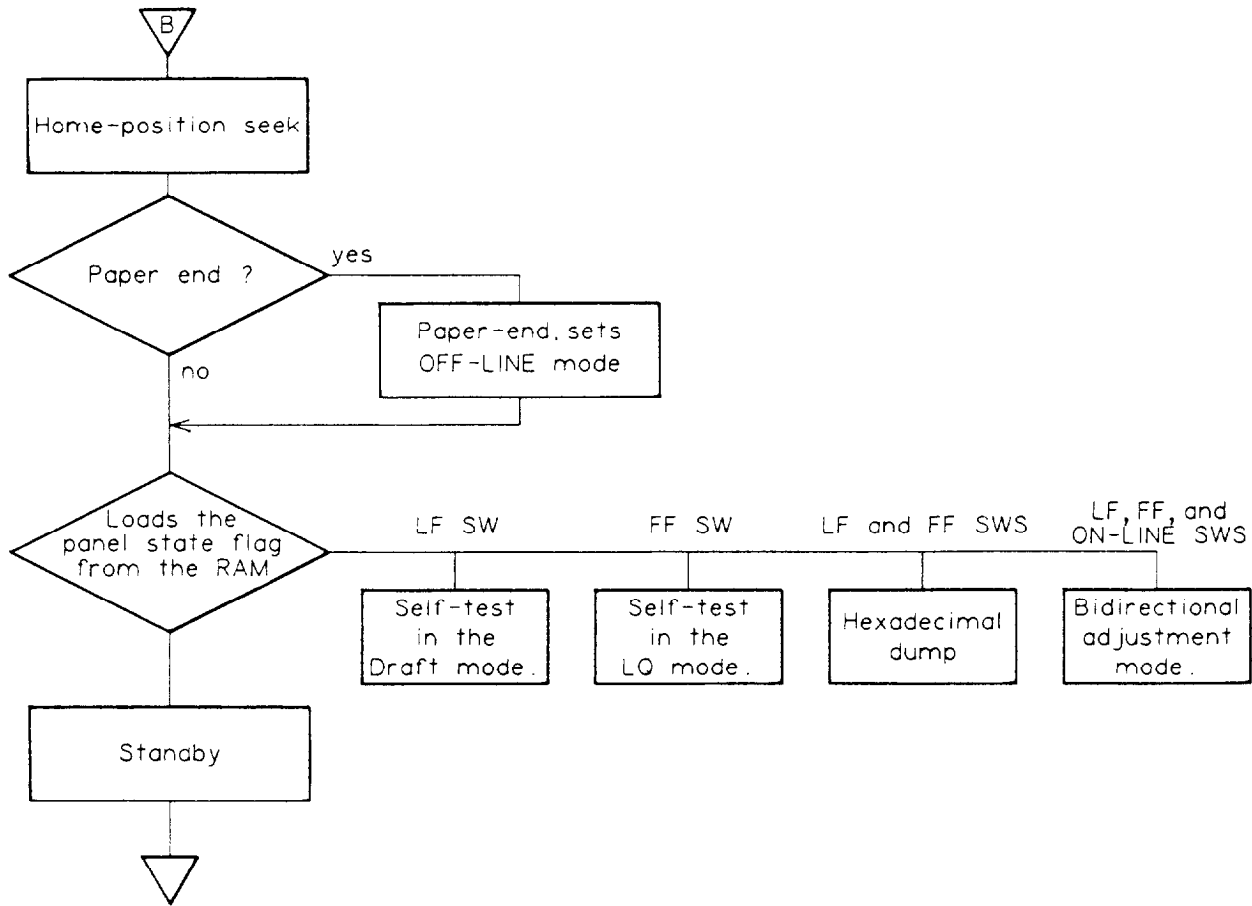 B
Home-position seek
Paper end ?
yes
Paper-end, sets
OFF-LINE mode
no
Loads the
panel state flag
from the RAM
LF SW
FF SW
LF and FF SWS
LF, FF, and
ON-LINE SWS
Self-test
in the
Draft mode.
Self-test
in the
LQ mode.
Hexadecimal
dump
Bidirectional
adjustment
mode.
Standby